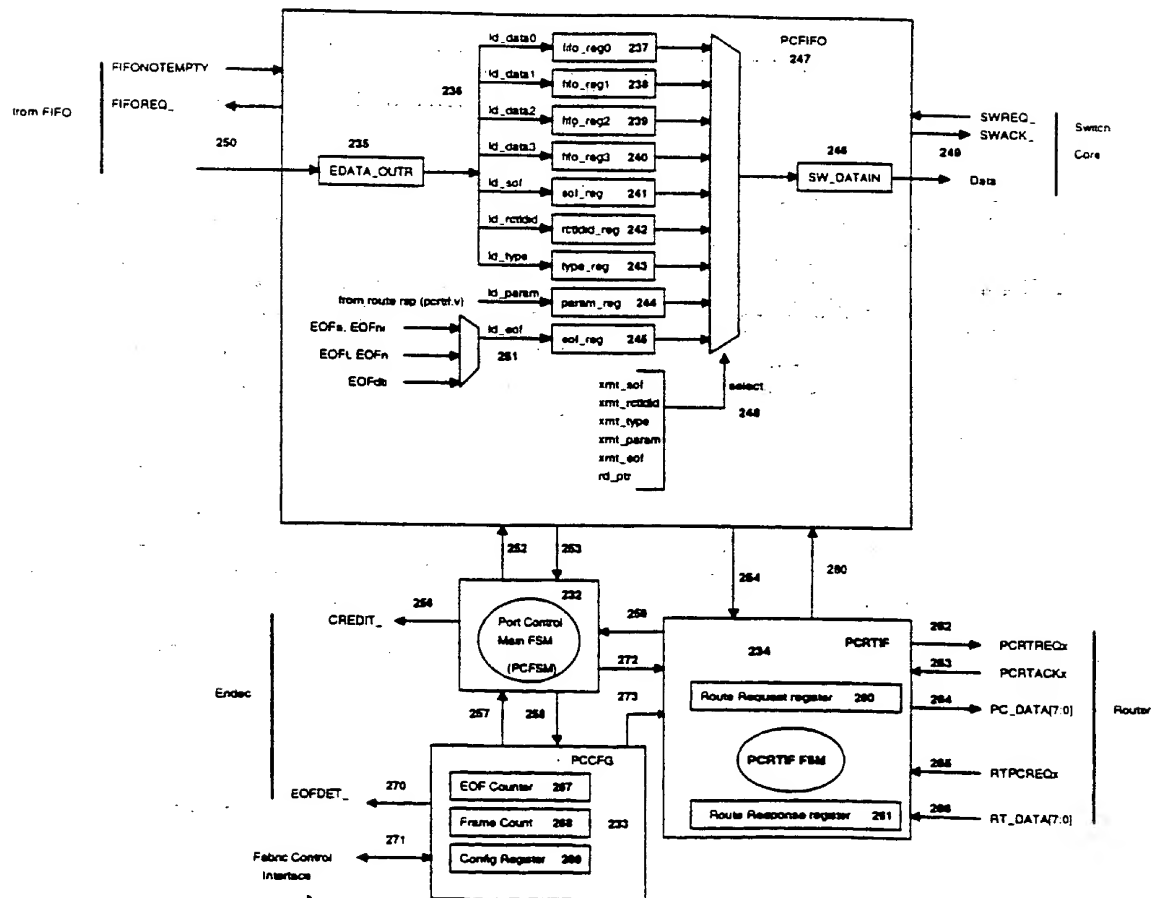 PCFIFO
247
FIFONOTEMPTY
from FIFO
FIFOREQ_
250
235
EDATA_OUTR
236
ld_data0
fifo_reg0 237
ld_data1
fifo_reg1 238
ld_data2
fifo_reg2 239
ld_data3
fifo_reg3 240
ld_sof
sof_reg 241
ld_rctldid
rctldid_reg 242
ld_type
type_reg 243
from route rsp (pcrtif.v)
ld_param
param_reg 244
EOFa, EOFni
EOFt, EOFn
EOFdti
251
ld_eof
eof_reg 245
select
248
xmt_sof
xmt_rctldid
xmt_type
xmt_param
xmt_eof
rd_ptr
246
SW_DATAIN
SWREQ_
SWACK_
249
Data
Switch
Core
252
253
254
280
232
Port Control
Main FSM
(PCFSM)
256
CREDIT_
259
272
273
257
258
Endec
PCCFG
EOF Counter 267
Frame Count 268
233
Config Register 269
270
EOFDET_
271
Fabric Control
Interface
234
PCRTIF
Route Request register 260
PCRTIF FSM
Route Response register 261
262
PCRTREQx
263
PCRTACKx
264
PC_DATA[7:0]
265
RTPCREQx
266
RT_DATA[7:0]
Router